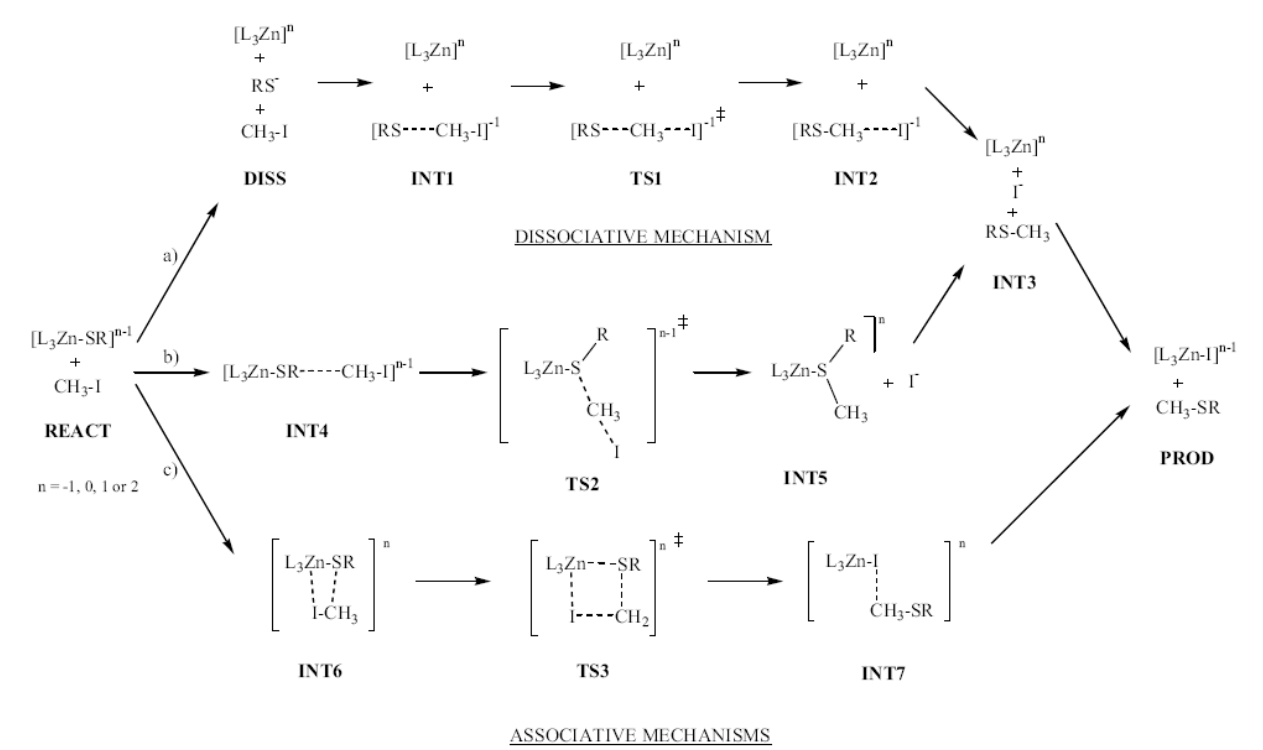 [L₃Zn]ⁿ
+
RS⁻
+
CH₃-I
DISS
[L₃Zn]ⁿ
+
[RS----CH₃-I]⁻¹
INT1
[L₃Zn]ⁿ
+
[RS---CH₃---I]⁻¹‡
TS1
[L₃Zn]ⁿ
+
[RS-CH₃----I]⁻¹
INT2
[L₃Zn]ⁿ
+
I⁻
+
RS-CH₃
INT3
DISSOCIATIVE MECHANISM
a)
b)
c)
[L₃Zn-SR]ⁿ⁻¹
+
CH₃-I
REACT
n = -1, 0, 1 or 2
[L₃Zn-SR-----CH₃-I]ⁿ⁻¹
INT4
R
L₃Zn-S
CH₃
I
n-1 ‡
TS2
R
L₃Zn-S
CH₃
n
+ I⁻
INT5
[L₃Zn-I]ⁿ⁻¹
+
CH₃-SR
PROD
L₃Zn-SR
I-CH₃
n
INT6
L₃Zn---SR
I----CH₂
n ‡
TS3
L₃Zn-I
CH₃-SR
n
INT7
ASSOCIATIVE MECHANISMS